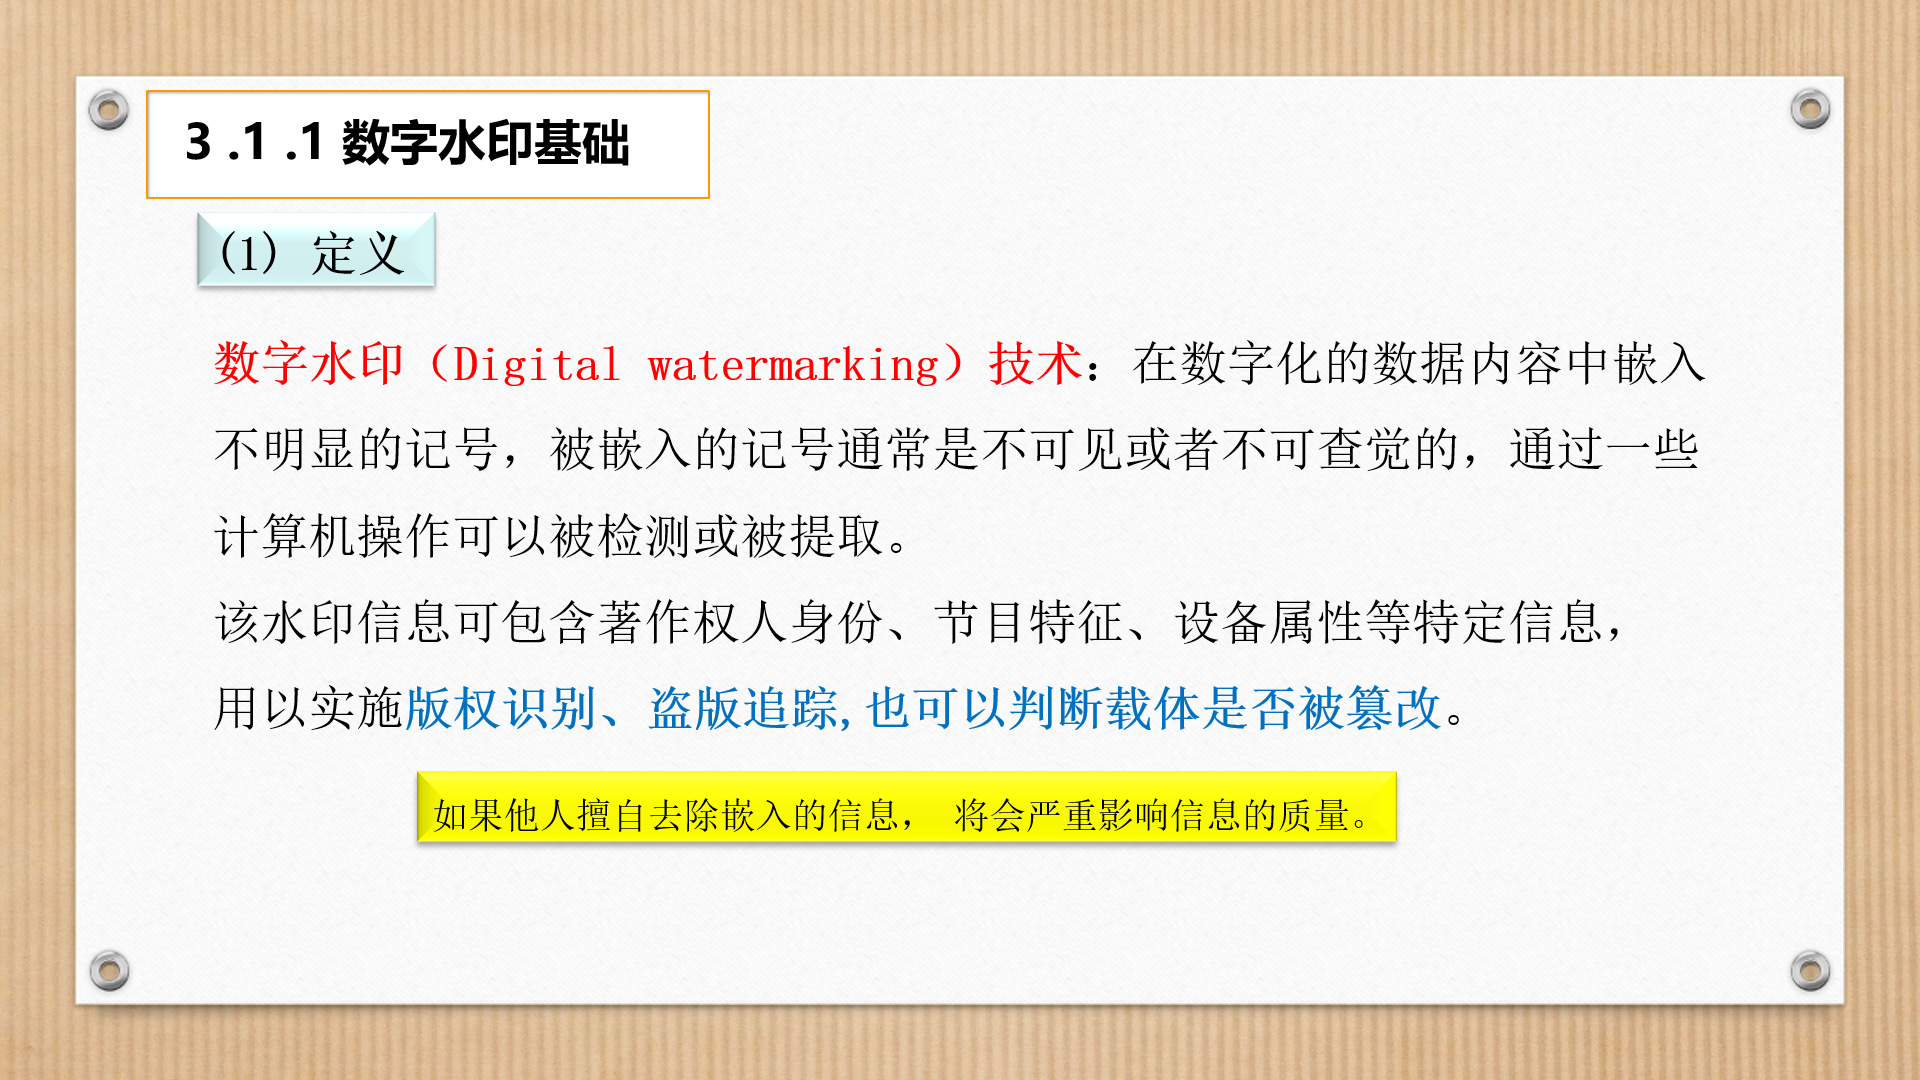 3 .1 .1 数字水印基础
(1) 定义
数字水印（Digital watermarking）技术：在数字化的数据内容中嵌入
不明显的记号，被嵌入的记号通常是不可见或者不可查觉的，通过一些
计算机操作可以被检测或被提取。
该水印信息可包含著作权人身份、节目特征、设备属性等特定信息，
用以实施版权识别、盗版追踪,也可以判断载体是否被篡改。
如果他人擅自去除嵌入的信息， 将会严重影响信息的质量。